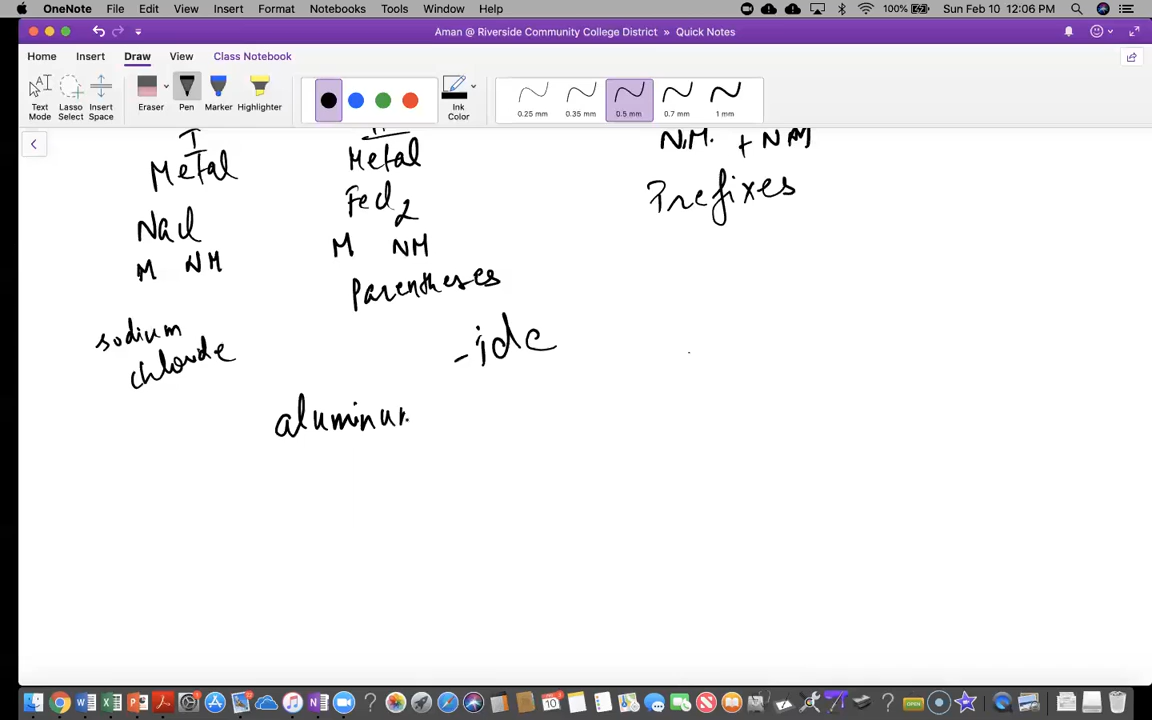 OneNote File Edit View Insert Format Notebooks Tools Window Help 100% Sun Feb 10 12:06 PM
Aman @ Riverside Community College District » Quick Notes
Home Insert Draw View Class Notebook
Text Mode Lasso Select Insert Space Eraser Pen Marker Highlighter Ink Color 0.25 mm 0.35 mm 0.5 mm 0.7 mm 1 mm
I
Metal
NaCl
M NM
sodium
chloride
II
Metal
FeCl2
M NM
Parentheses
N.M. + NM
Prefixes
-ide
aluminu